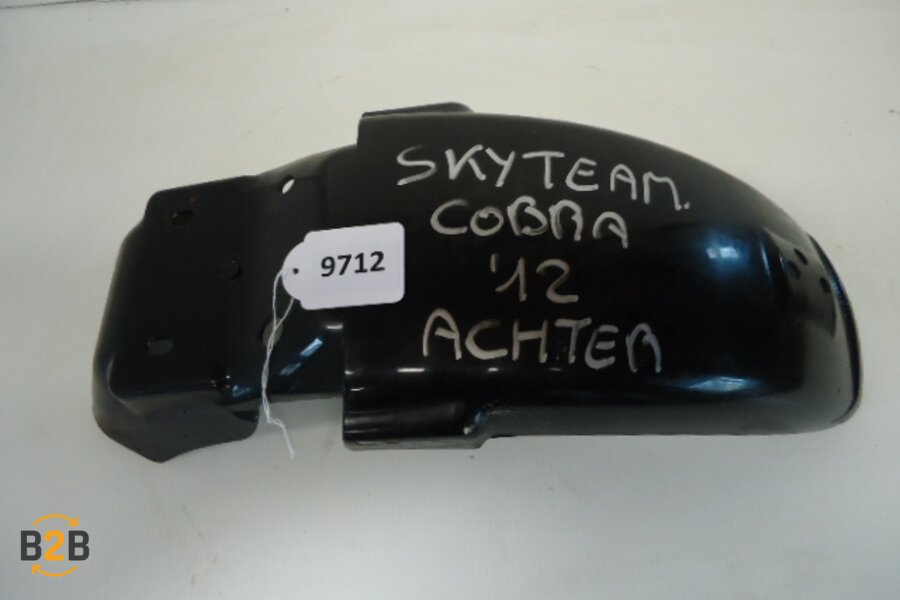 SKYTEAM.
COBRA
'12
ACHTER
9712
B2B